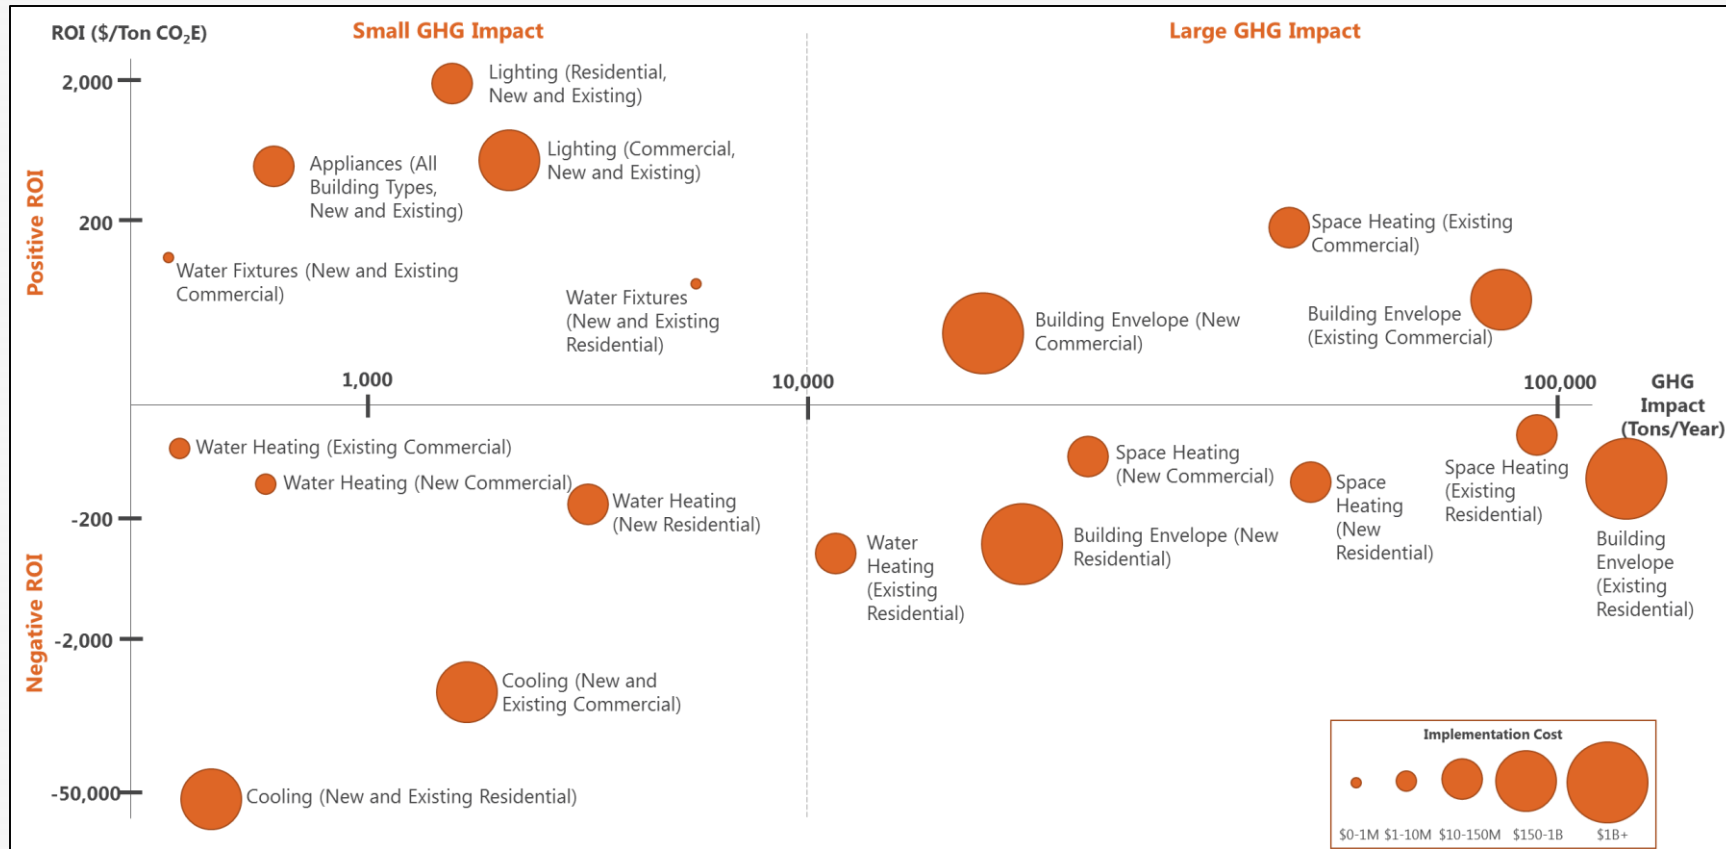 ROI ($/Ton CO₂E)
Small GHG Impact
Large GHG Impact
2,000
200
-200
-2,000
-50,000
Positive ROI
Negative ROI
Lighting (Residential,
New and Existing)
Lighting (Commercial,
New and Existing)
Appliances (All
Building Types,
New and Existing)
Water Fixtures (New and Existing
Commercial)
Water Fixtures
(New and Existing
Residential)
Space Heating (Existing
Commercial)
Building Envelope (New
Commercial)
Building Envelope
(Existing Commercial)
1,000
10,000
100,000
GHG
Impact
(Tons/Year)
Water Heating (Existing Commercial)
Water Heating (New Commercial)
Water Heating
(New Residential)
Water
Heating
(Existing
Residential)
Space Heating
(New Commercial)
Building Envelope (New
Residential)
Space
Heating
(New
Residential)
Space Heating
(Existing
Residential)
Building
Envelope
(Existing
Residential)
Cooling (New and
Existing Commercial)
Cooling (New and Existing Residential)
Implementation Cost
$0-1M $1-10M $10-150M $150-1B $1B+